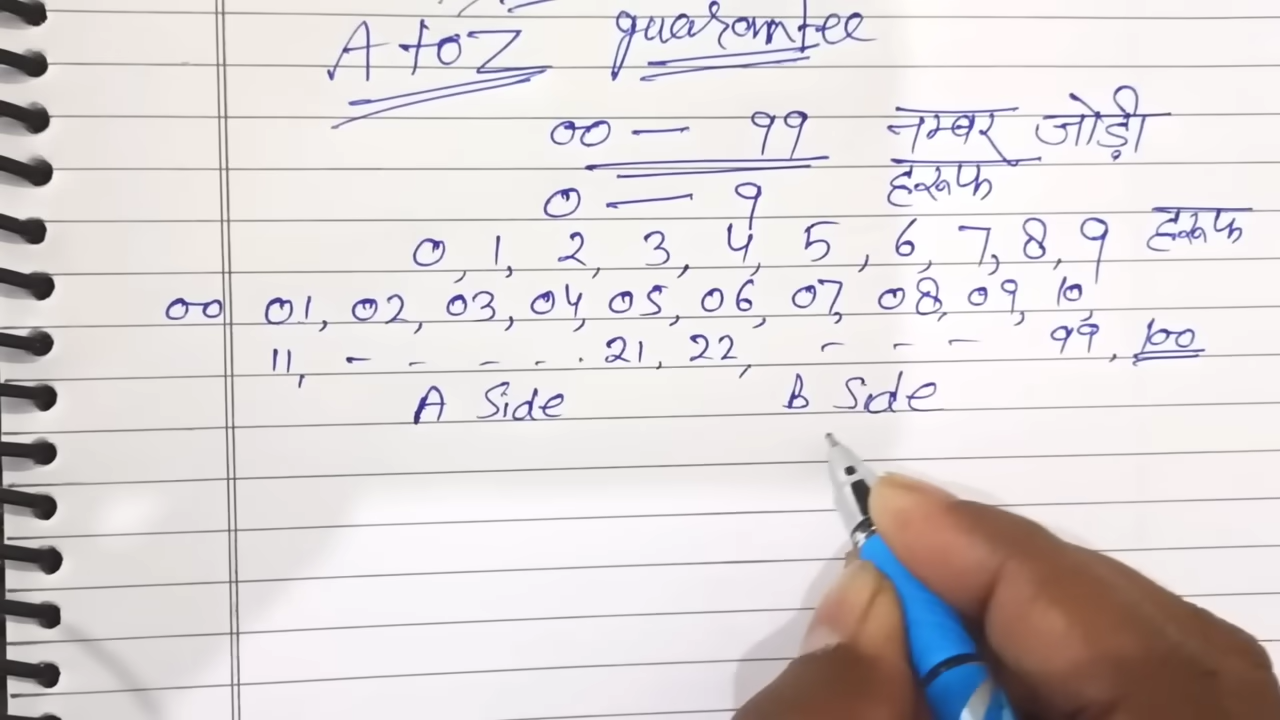 A to Z guarantee
00 — 99 नम्बर जोड़ी
0 — 9 हरूफ
0, 1, 2, 3, 4, 5, 6, 7, 8, 9 हरूफ
00 01, 02, 03, 04, 05, 06, 07, 08, 09, 10,
11, - - - - . 21, 22, - - - 99, 100
A Side B Side